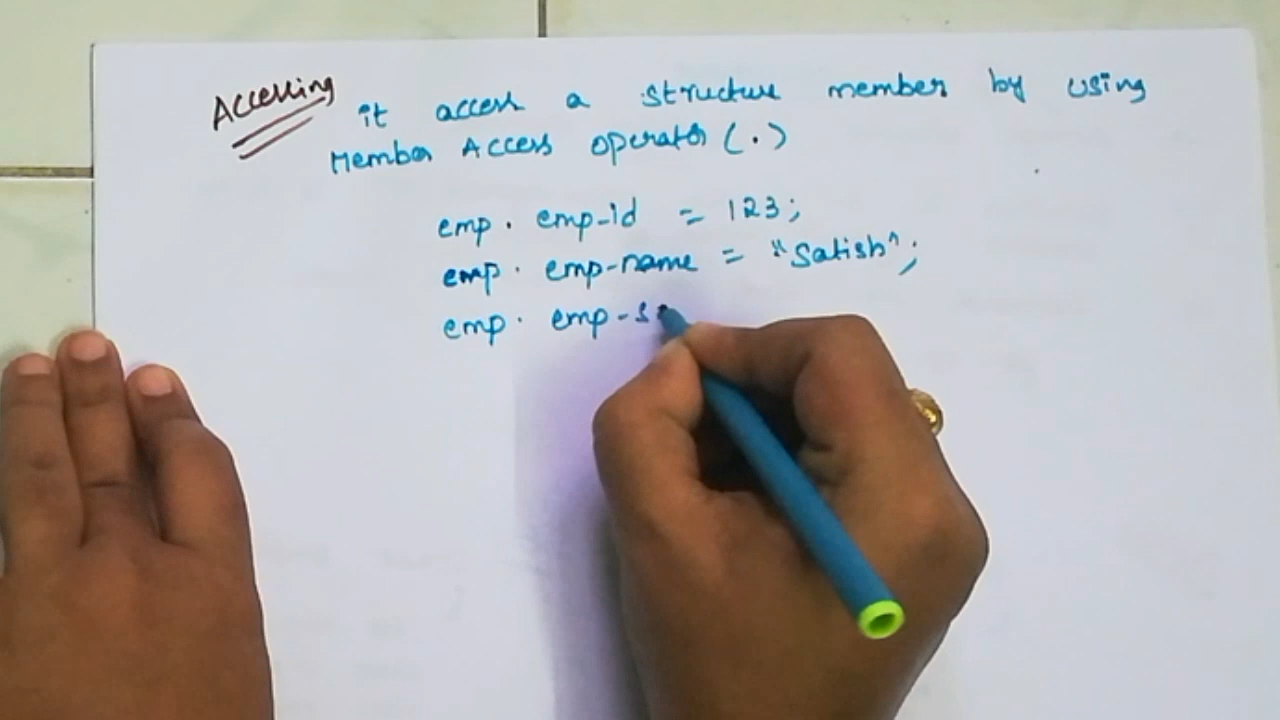 Accessing it access a structure member by using
Member Access operator (.)
emp . emp-id = 123;
emp . emp-name = "Satish";
emp . emp-s